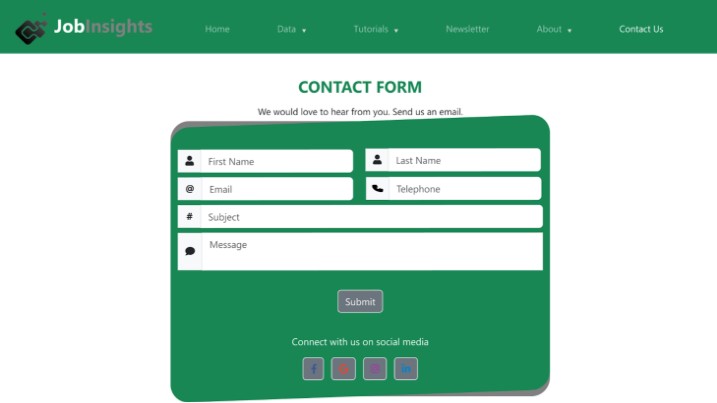 JobInsights
Home Data Tutorials Newsletter About Contact Us
CONTACT FORM
We would love to hear from you. Send us an email.
First Name Last Name
@ Email Telephone
# Subject
Message
Submit
Connect with us on social media
f in